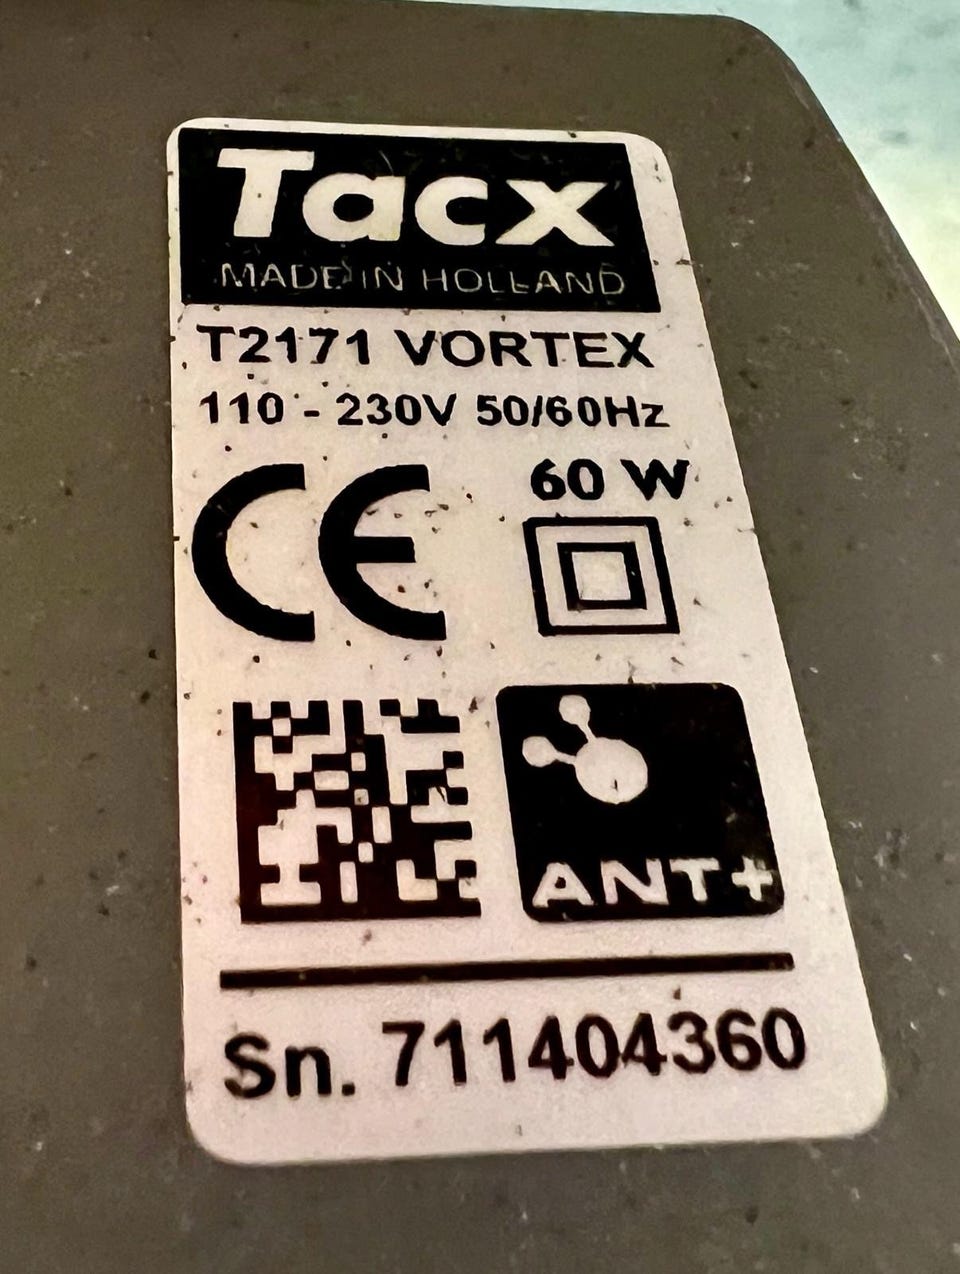 Tacx
MADE IN HOLLAND
T2171 VORTEX
110 - 230V 50/60Hz
60 W
CE
ANT+
Sn. 711404360